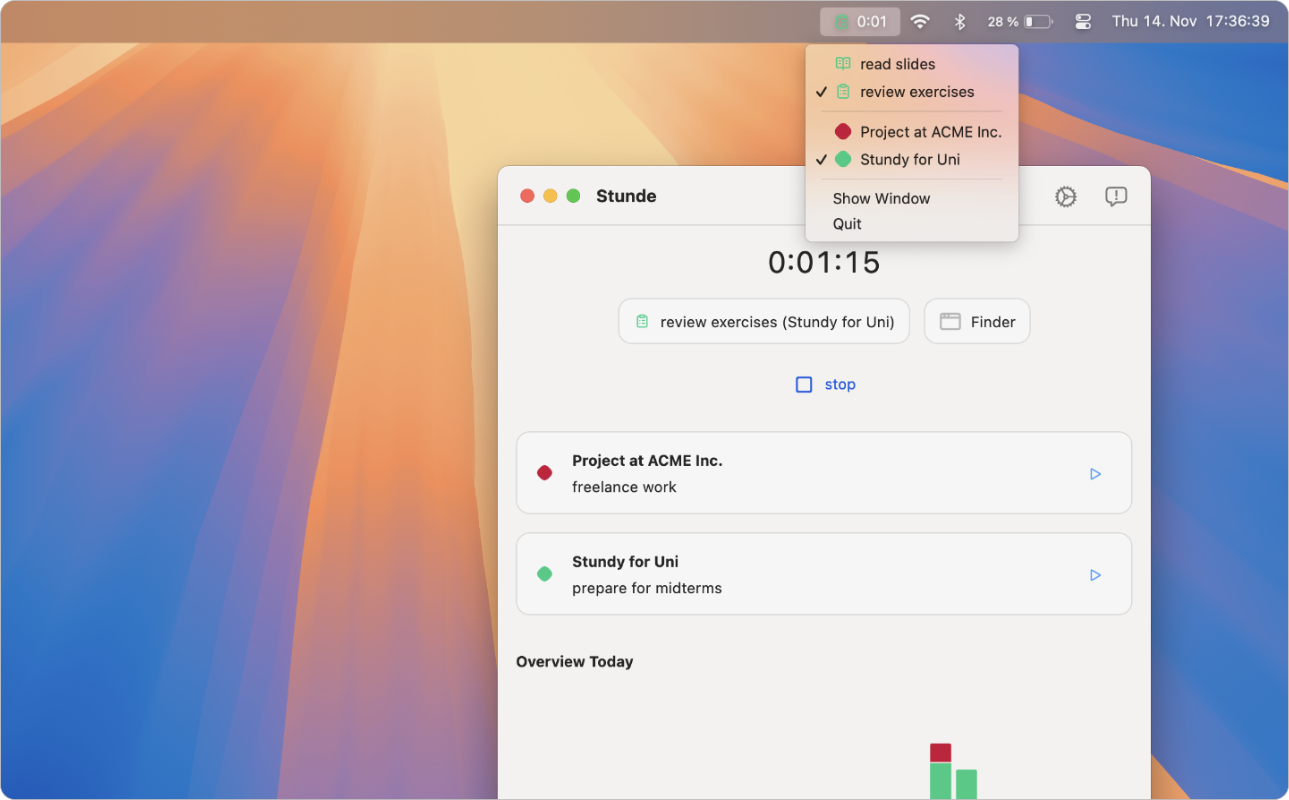 0:01 28 % Thu 14. Nov 17:36:39
read slides
review exercises
Project at ACME Inc.
Stundy for Uni
Show Window
Quit
Stunde
0:01:15
review exercises (Stundy for Uni) Finder
stop
Project at ACME Inc.
freelance work
Stundy for Uni
prepare for midterms
Overview Today